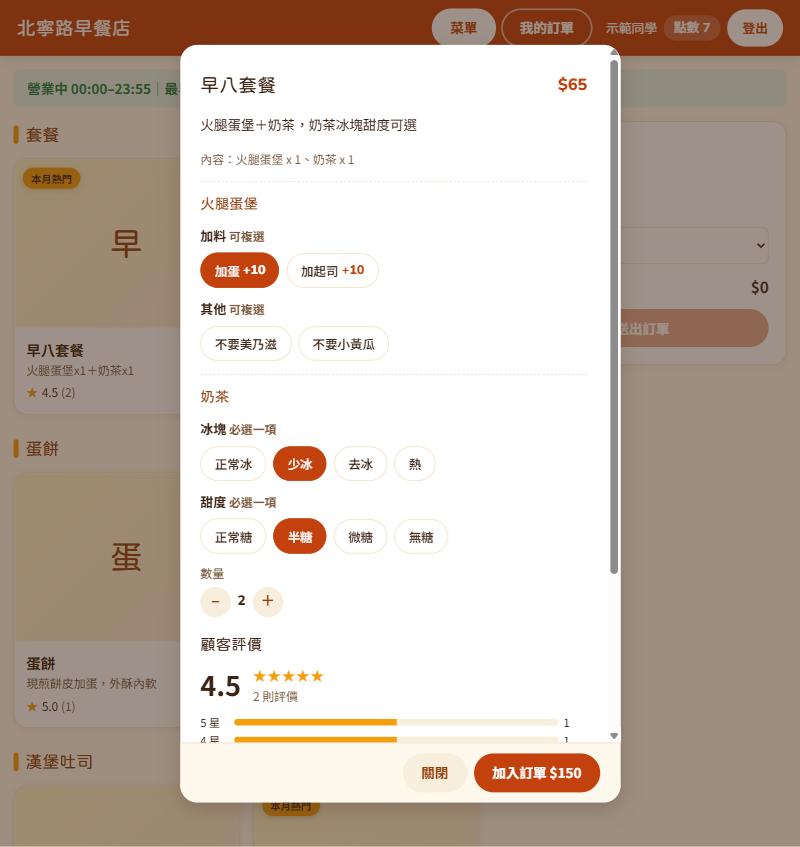 北寧路早餐店
菜單
我的訂單
示範同學
點數 7
登出
營業中 00:00–23:55｜最
套餐
本月熱門
早
早八套餐
火腿蛋堡x1＋奶茶x1
★ 4.5 (2)
蛋餅
蛋
蛋餅
現煎餅皮加蛋，外酥內軟
★ 5.0 (1)
漢堡吐司
本月熱門
$0
送出訂單
早八套餐
$65
火腿蛋堡＋奶茶，奶茶冰塊甜度可選
內容：火腿蛋堡 x 1、奶茶 x 1
火腿蛋堡
加料 可複選
加蛋 +10
加起司 +10
其他 可複選
不要美乃滋
不要小黃瓜
奶茶
冰塊 必選一項
正常冰
少冰
去冰
熱
甜度 必選一項
正常糖
半糖
微糖
無糖
數量
− 2 +
顧客評價
4.5
★★★★★
2 則評價
5 星 1
4 星 1
關閉
加入訂單 $150